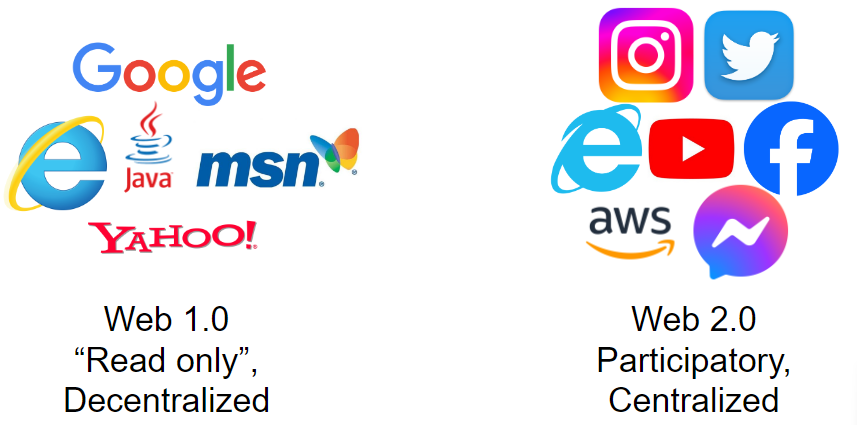 Google
Java
msn
YAHOO!
aws
Web 1.0
“Read only”,
Decentralized
Web 2.0
Participatory,
Centralized